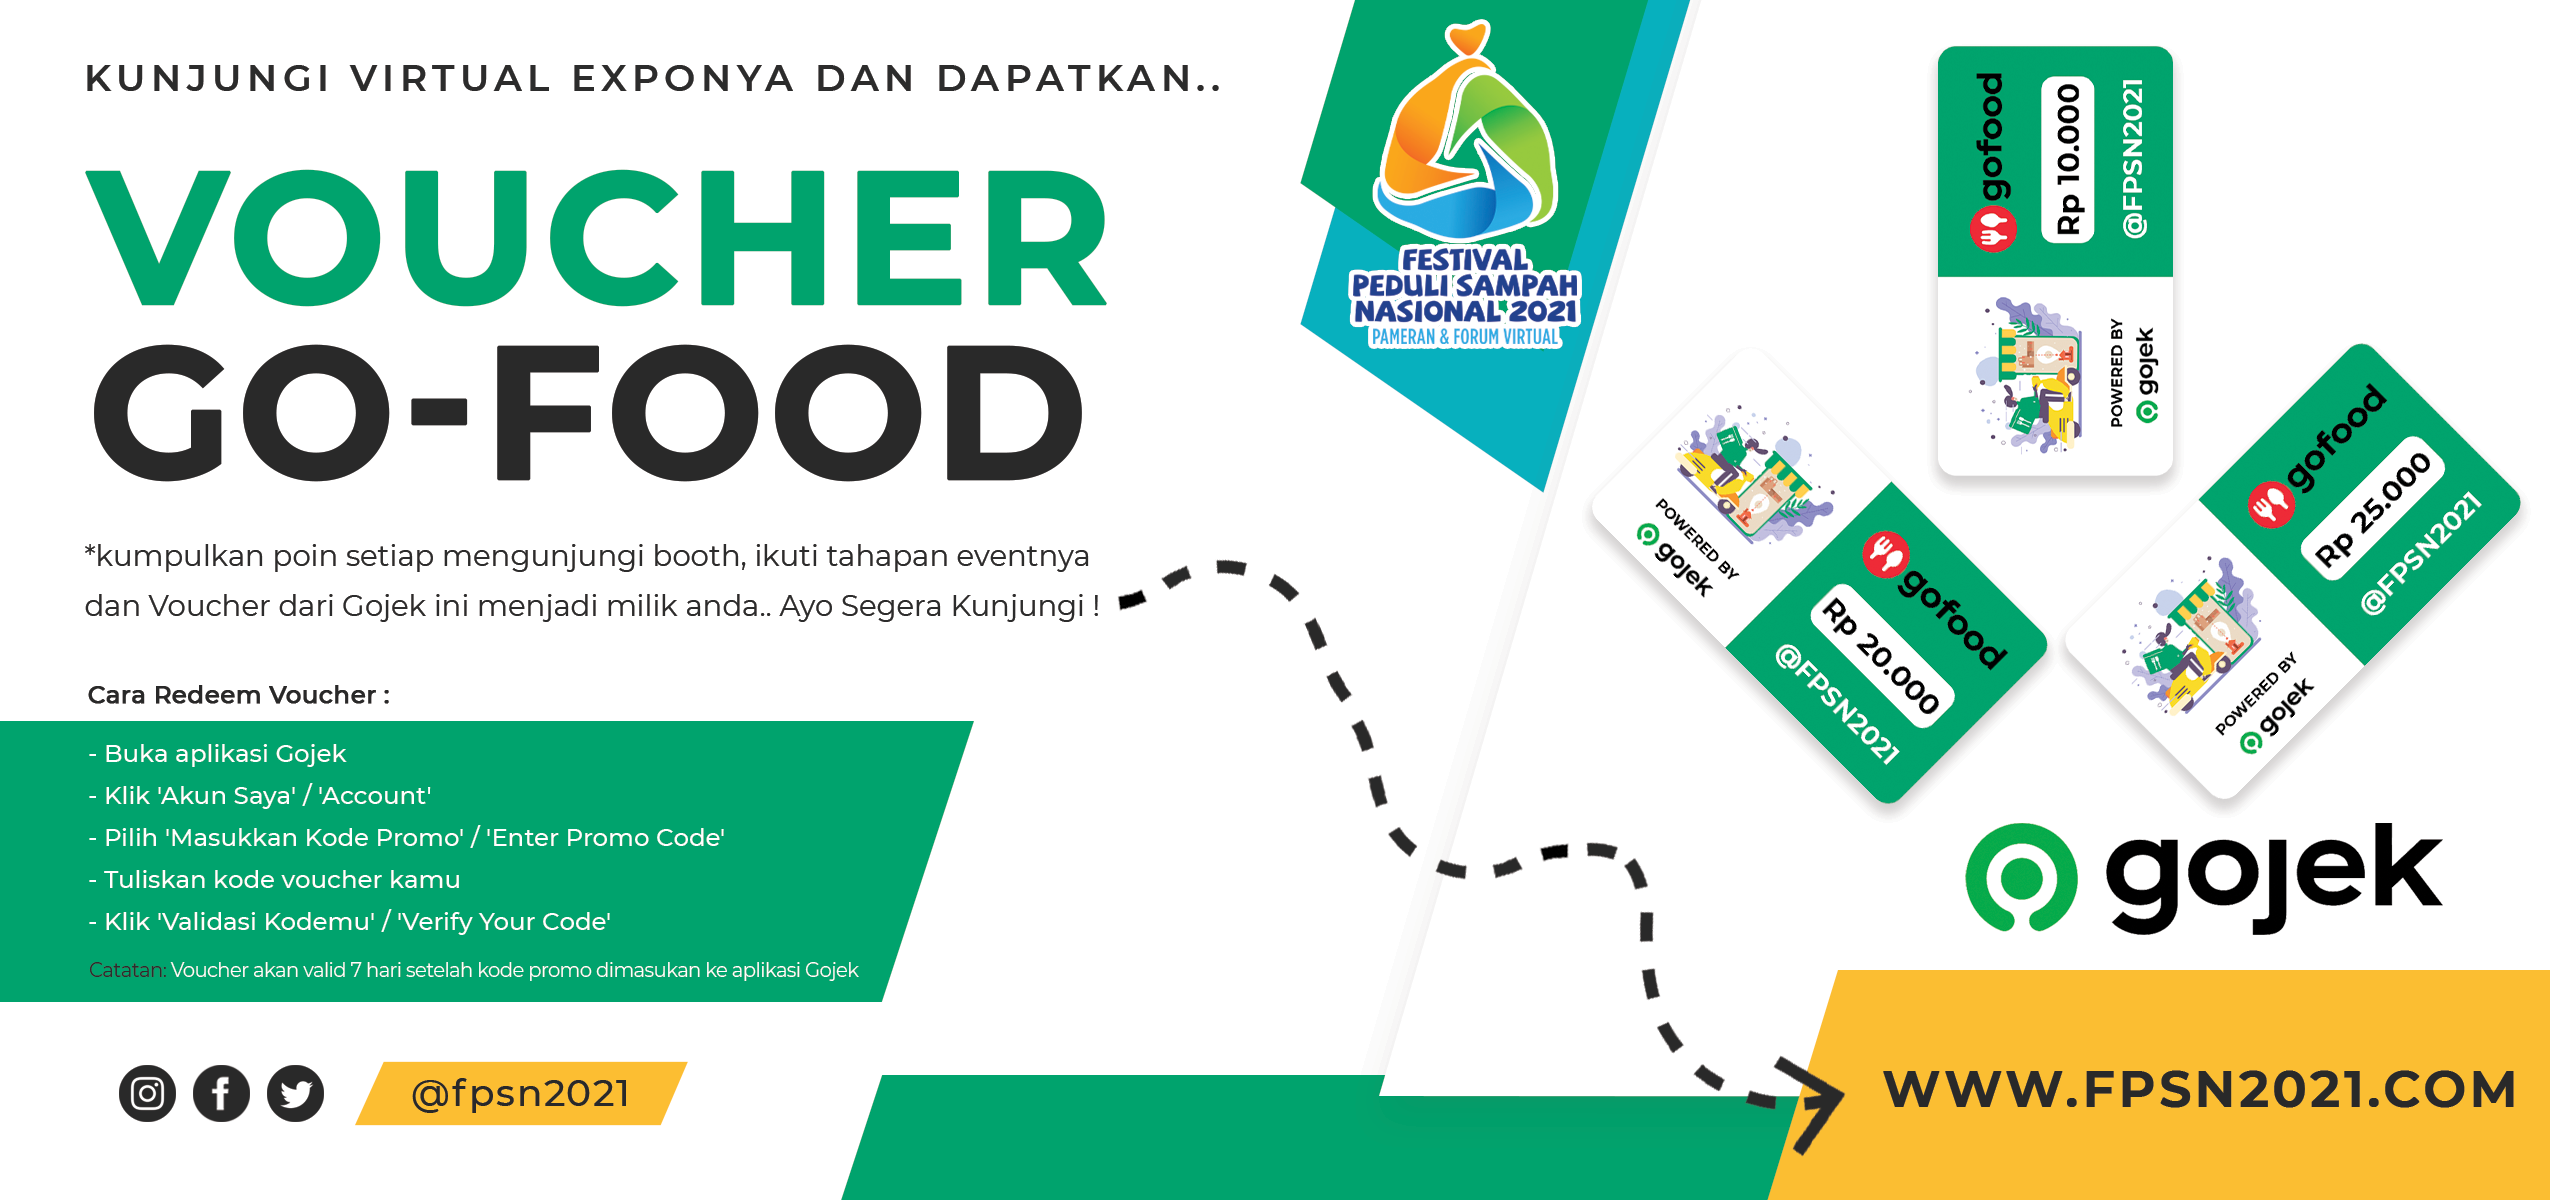 KUNJUNGI VIRTUAL EXPONYA DAN DAPATKAN..
VOUCHER
GO-FOOD
*kumpulkan poin setiap mengunjungi booth, ikuti tahapan eventnya
dan Voucher dari Gojek ini menjadi milik anda.. Ayo Segera Kunjungi !
Cara Redeem Voucher :
- Buka aplikasi Gojek
- Klik 'Akun Saya' / 'Account'
- Pilih 'Masukkan Kode Promo' / 'Enter Promo Code'
- Tuliskan kode voucher kamu
- Klik 'Validasi Kodemu' / 'Verify Your Code'
Catatan: Voucher akan valid 7 hari setelah kode promo dimasukan ke aplikasi Gojek
@fpsn2021
FESTIVAL
PEDULI SAMPAH
NASIONAL 2021
PAMERAN & FORUM VIRTUAL
gofood
Rp 10.000
@FPSN2021
POWERED BY
gojek
gofood
Rp 20.000
@FPSN2021
POWERED BY
gojek
gofood
Rp 25.000
@FPSN2021
POWERED BY
gojek
gojek
WWW.FPSN2021.COM